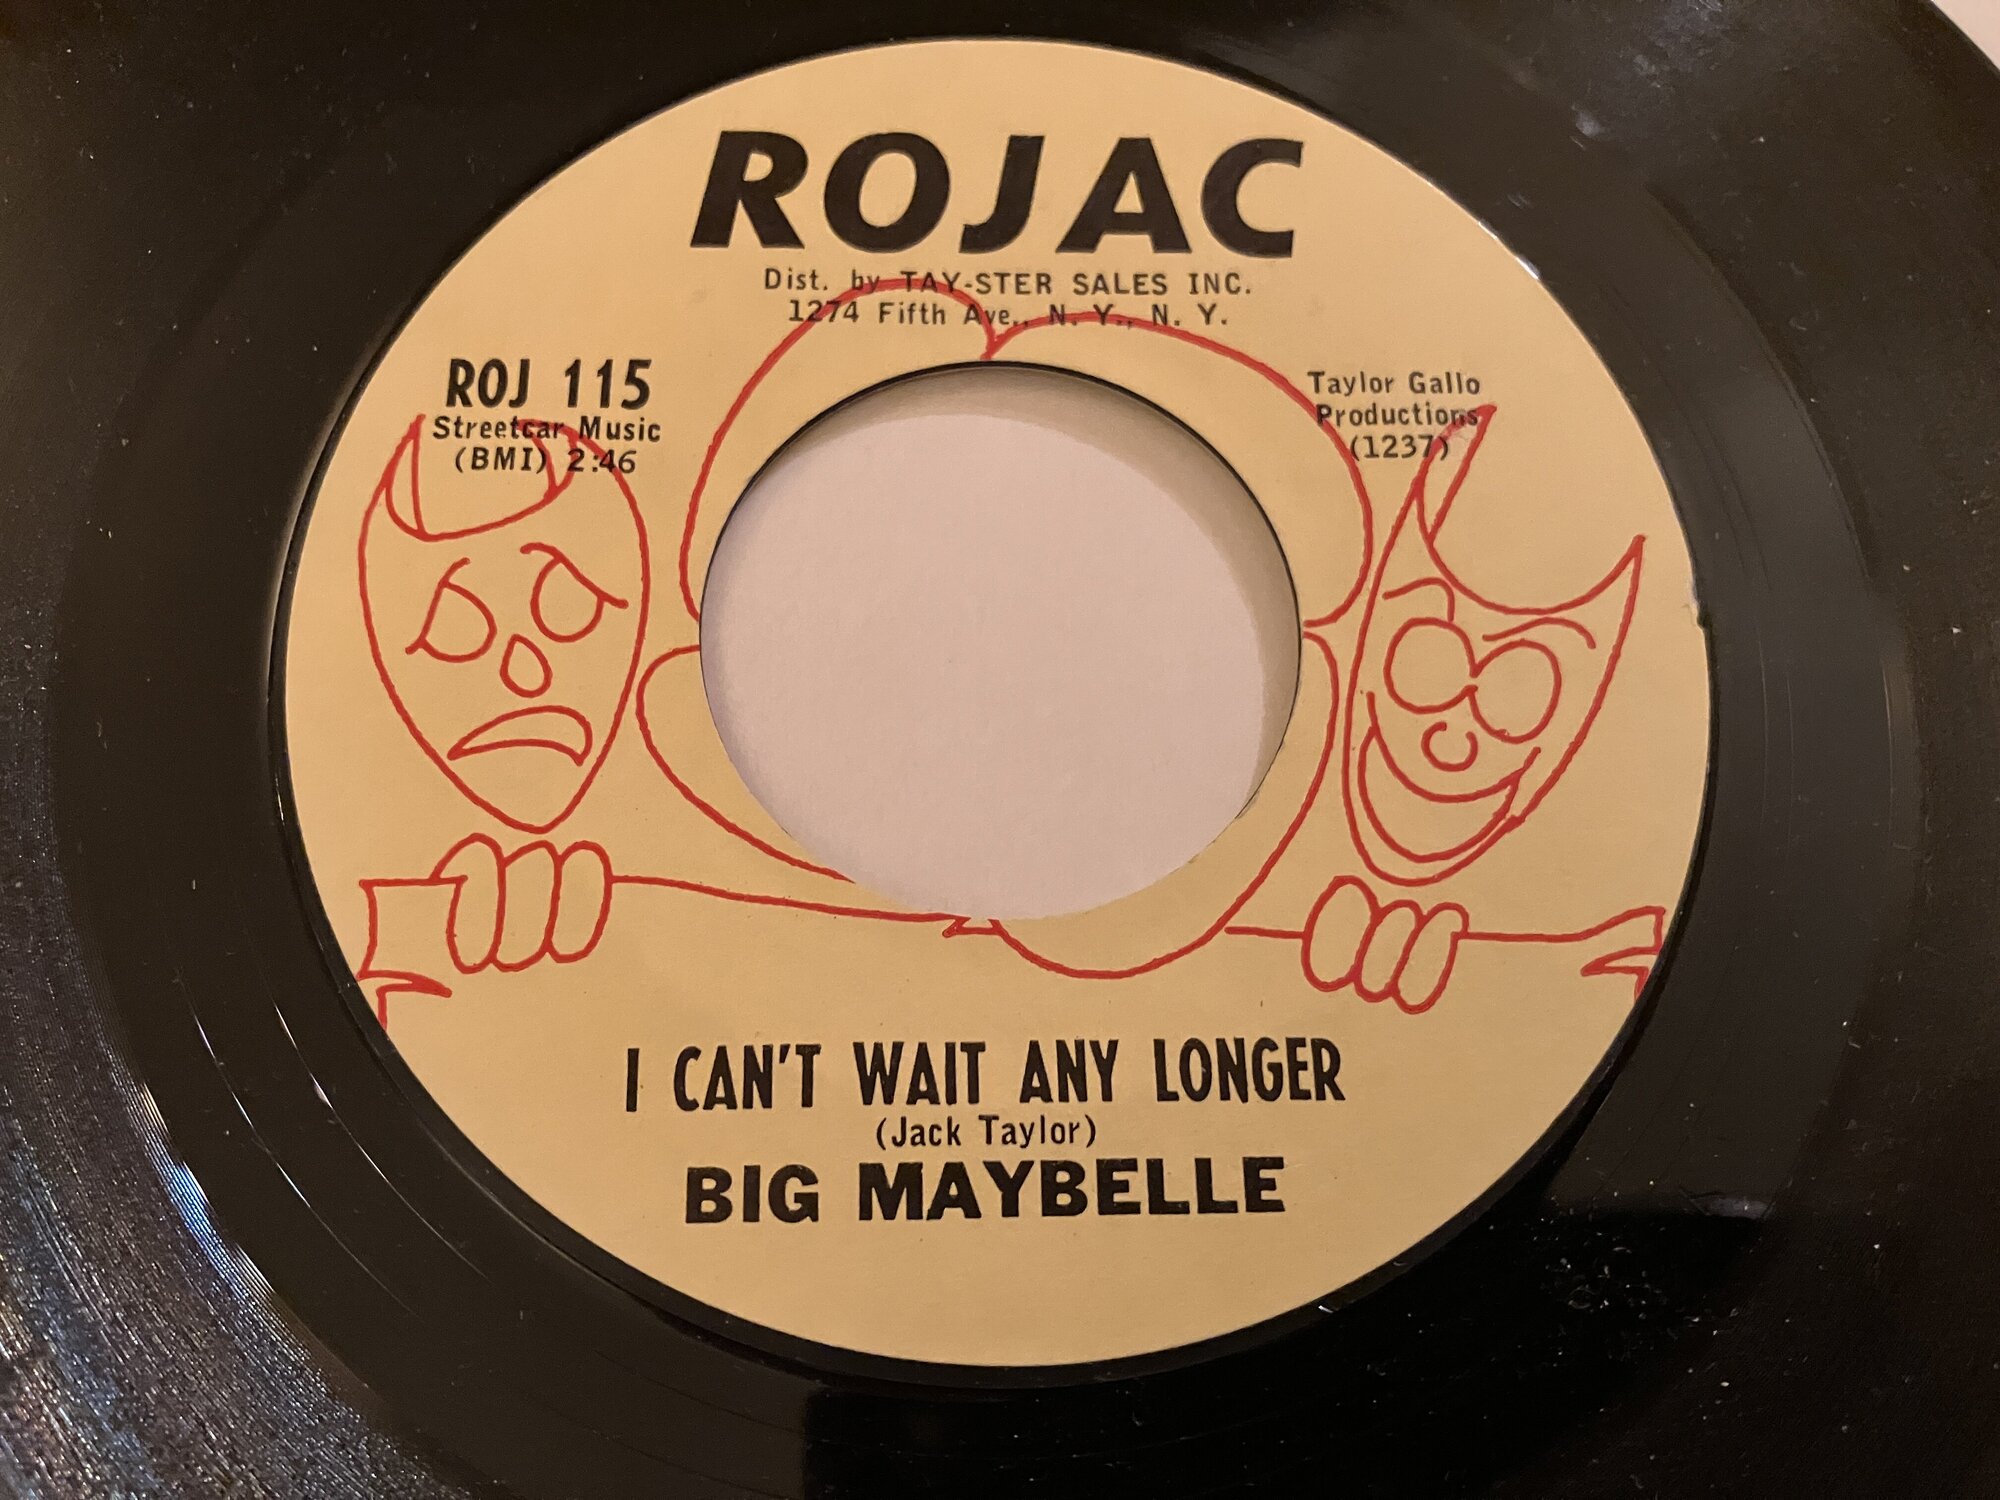 ROJAC
Dist. by TAY-STER SALES INC.
1274 Fifth Ave., N. Y., N. Y.
ROJ 115
Streetcar Music
(BMI) 2:46
Taylor Gallo
Productions
(1237)
I CAN'T WAIT ANY LONGER
(Jack Taylor)
BIG MAYBELLE